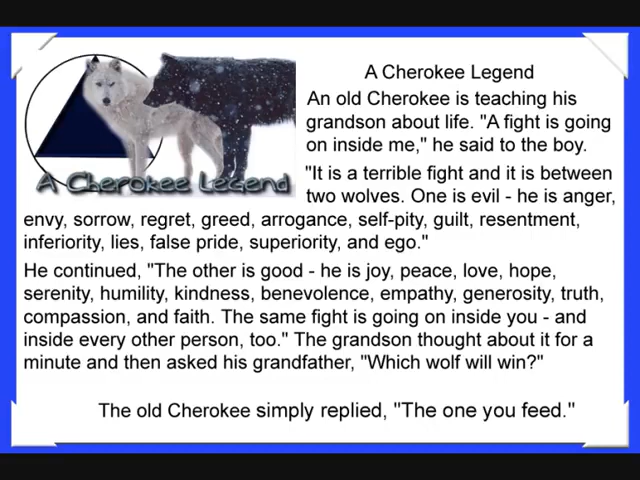 A Cherokee Legend
A Cherokee Legend
An old Cherokee is teaching his
grandson about life. "A fight is going
on inside me," he said to the boy.
"It is a terrible fight and it is between
two wolves. One is evil - he is anger,
envy, sorrow, regret, greed, arrogance, self-pity, guilt, resentment,
inferiority, lies, false pride, superiority, and ego."
He continued, "The other is good - he is joy, peace, love, hope,
serenity, humility, kindness, benevolence, empathy, generosity, truth,
compassion, and faith. The same fight is going on inside you - and
inside every other person, too." The grandson thought about it for a
minute and then asked his grandfather, "Which wolf will win?"
The old Cherokee simply replied, "The one you feed."